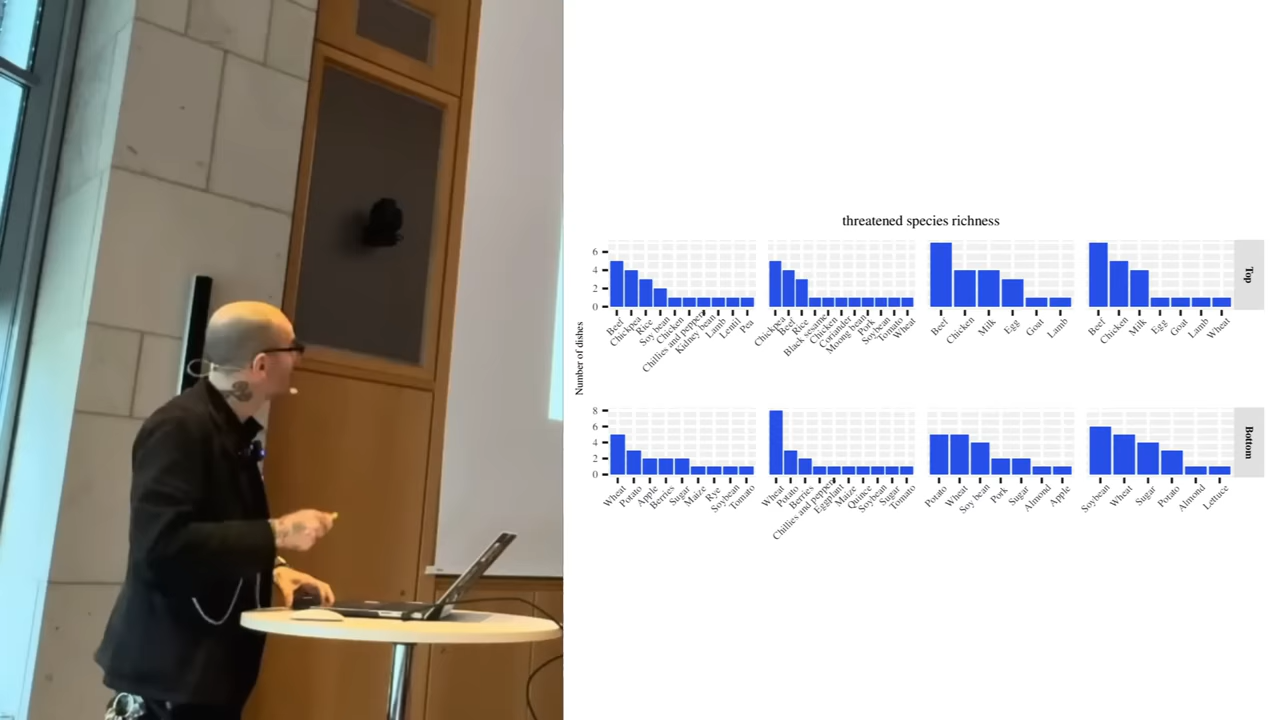 threatened species richness
Number of dishes
6
4
2
0
Beef
Chickpea
Rice
Soy bean
Chicken
Chillies and peppers
Kidney bean
Lamb
Lentil
Pea
Chickpea
Beef
Rice
Black sesame
Chicken
Coriander
Moong bean
Pork
Soybean
Tomato
Wheat
Beef
Chicken
Milk
Egg
Goat
Lamb
Beef
Chicken
Milk
Egg
Goat
Lamb
Wheat
Top
8
6
4
2
0
Wheat
Potato
Apple
Berries
Sugar
Maize
Rye
Soybean
Tomato
Wheat
Potato
Berries
Chillies and peppers
Eggplant
Maize
Quince
Soybean
Sugar
Tomato
Potato
Wheat
Soy bean
Pork
Sugar
Almond
Apple
Soybean
Wheat
Sugar
Potato
Almond
Lettuce
Bottom